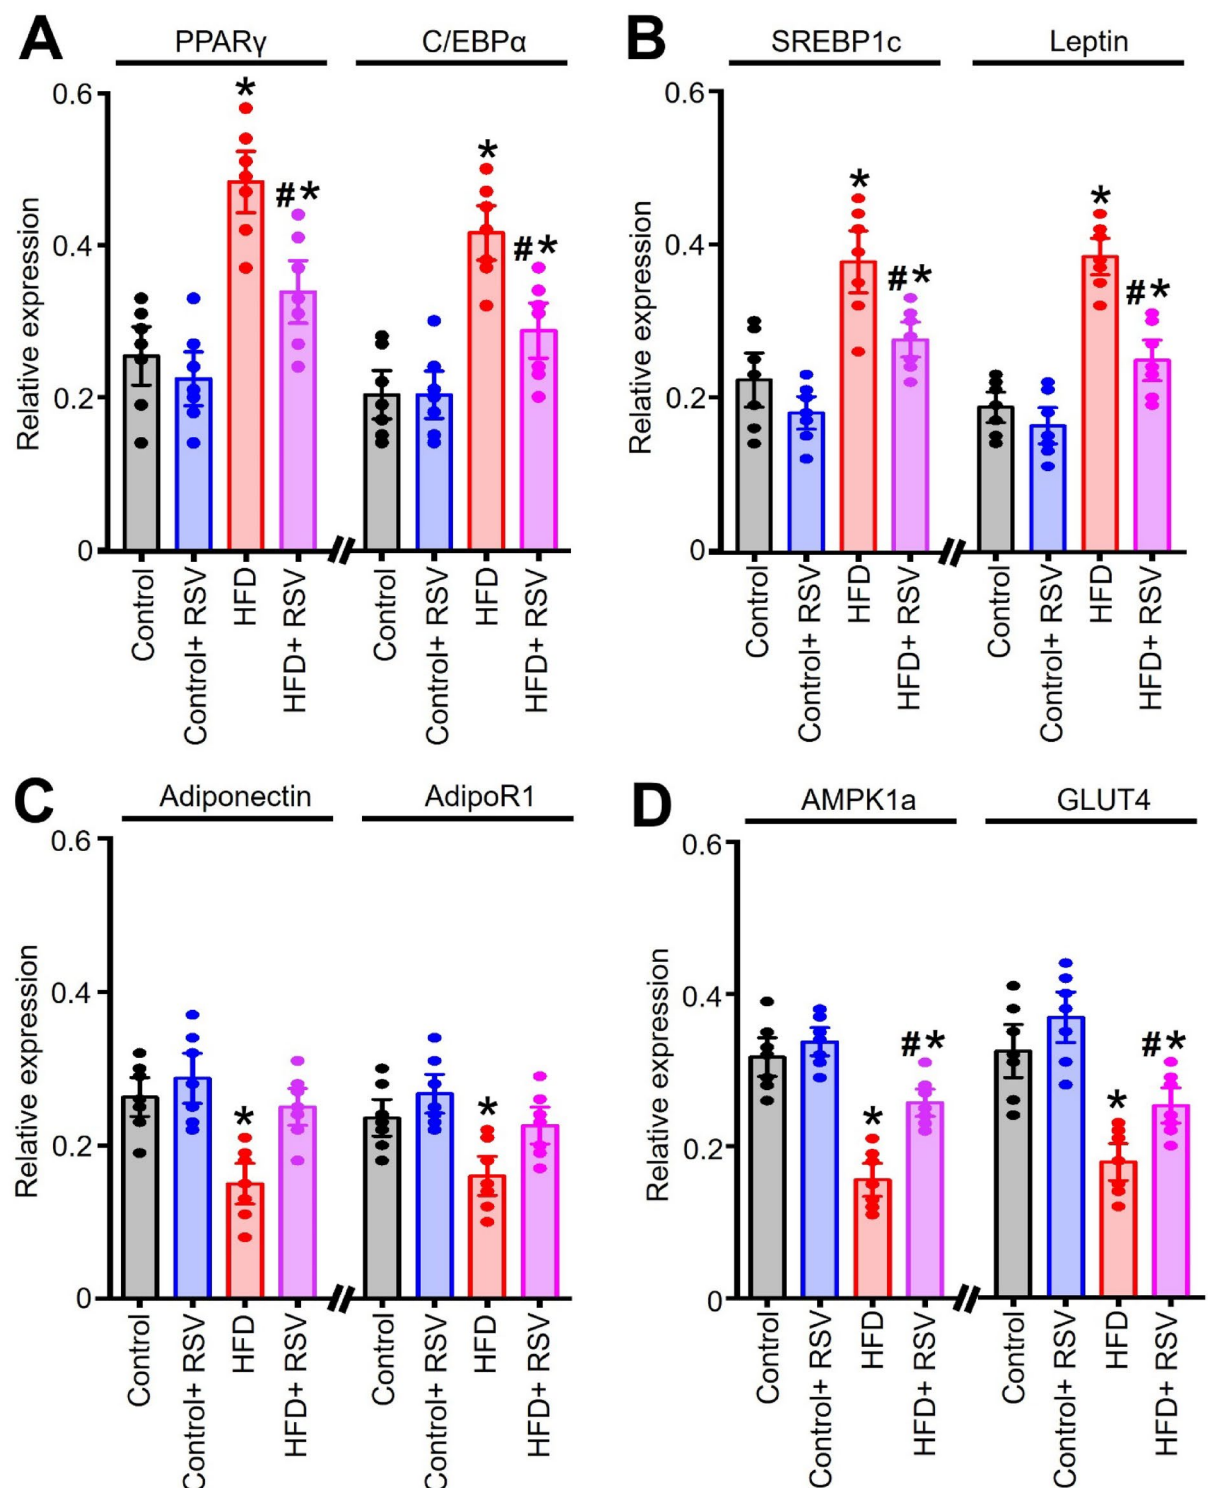 A
PPARγ
C/EBPα
Relative expression
0.6
0.4
0.2
0
*
#*
*
#*
Control
Control+ RSV
HFD
HFD+ RSV
Control
Control+ RSV
HFD
HFD+ RSV
B
SREBP1c
Leptin
Relative expression
0.6
0.4
0.2
0
*
#*
*
#*
Control
Control+ RSV
HFD
HFD+ RSV
Control
Control+ RSV
HFD
HFD+ RSV
C
Adiponectin
AdipoR1
Relative expression
0.6
0.4
0.2
0
*
*
Control
Control+ RSV
HFD
HFD+ RSV
Control
Control+ RSV
HFD
HFD+ RSV
D
AMPK1a
GLUT4
Relative expression
0.6
0.4
0.2
0
*
#*
*
#*
Control
Control+ RSV
HFD
HFD+ RSV
Control
Control+ RSV
HFD
HFD+ RSV